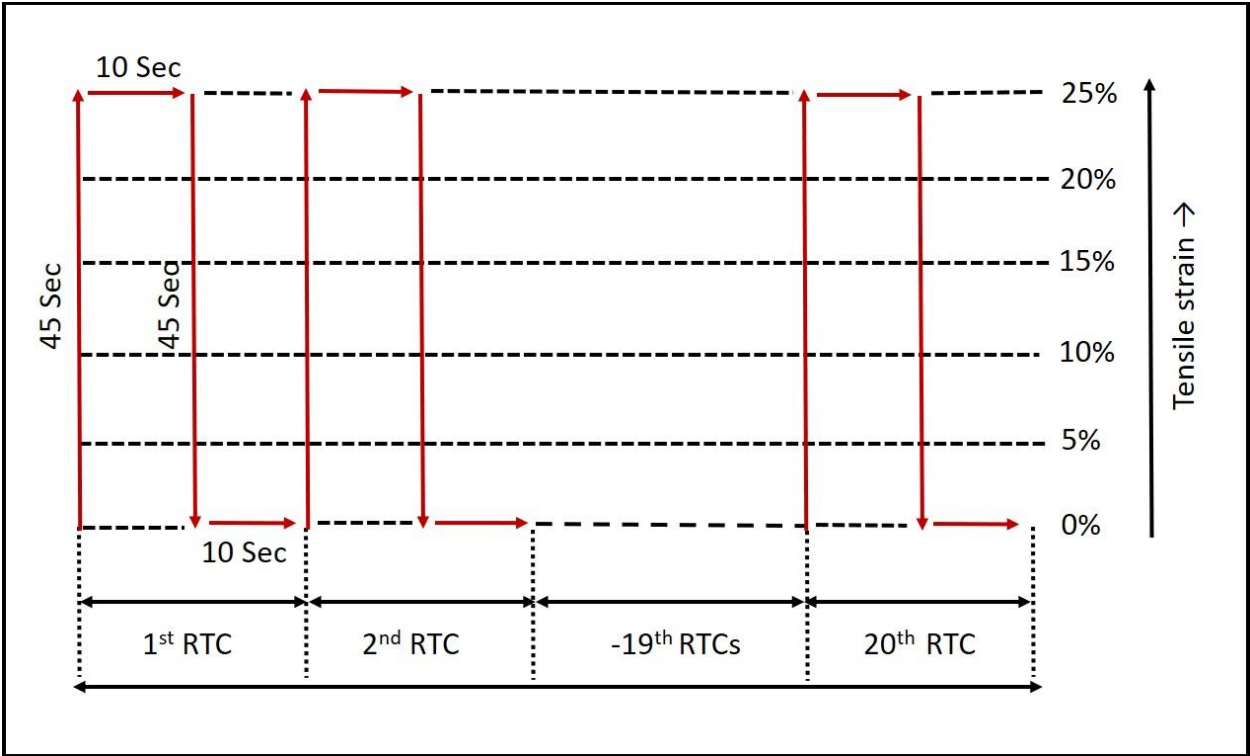 10 Sec
25%
20%
15%
10%
5%
0%
45 Sec
45 Sec
Tensile strain →
10 Sec
1st RTC
2nd RTC
-19th RTCs
20th RTC